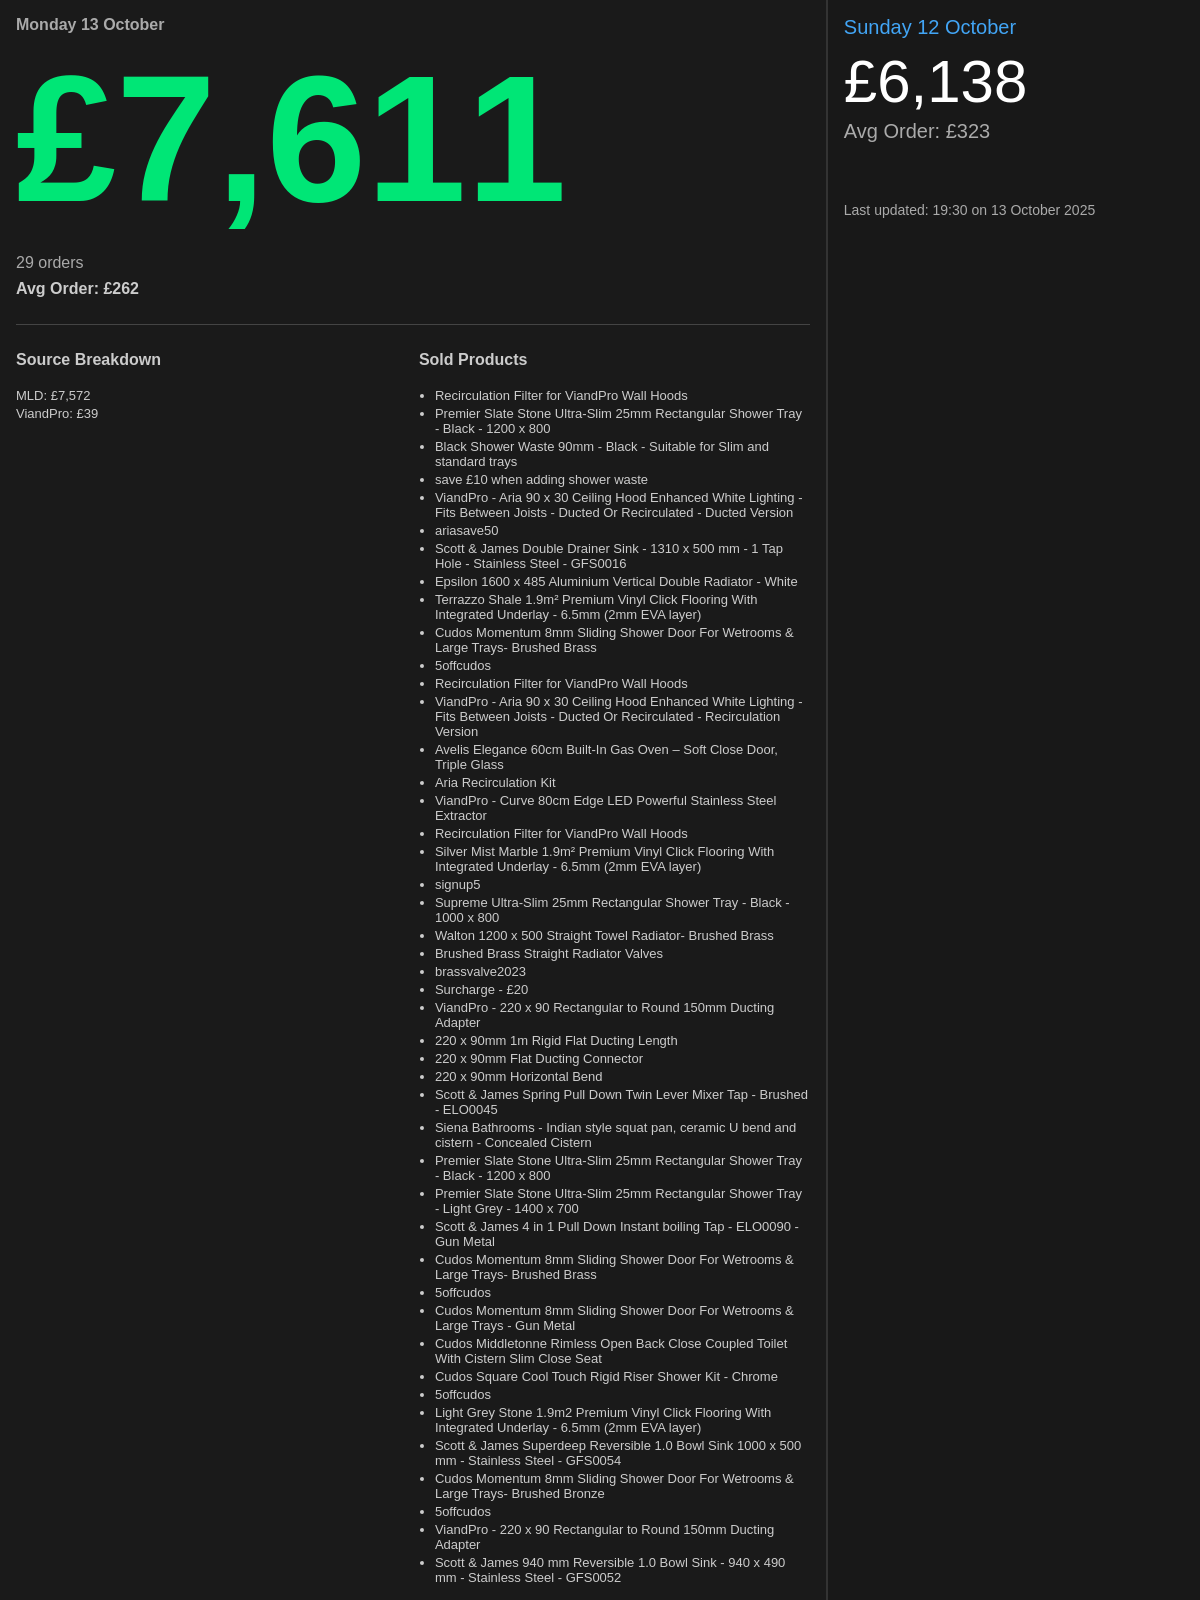 Monday 13 October
£7,611
29 orders
Avg Order: £262
Source Breakdown
MLD: £7,572
ViandPro: £39
Sold Products
• Recirculation Filter for ViandPro Wall Hoods
• Premier Slate Stone Ultra-Slim 25mm Rectangular Shower Tray
- Black - 1200 x 800
• Black Shower Waste 90mm - Black - Suitable for Slim and
standard trays
• save £10 when adding shower waste
• ViandPro - Aria 90 x 30 Ceiling Hood Enhanced White Lighting -
Fits Between Joists - Ducted Or Recirculated - Ducted Version
• ariasave50
• Scott & James Double Drainer Sink - 1310 x 500 mm - 1 Tap
Hole - Stainless Steel - GFS0016
• Epsilon 1600 x 485 Aluminium Vertical Double Radiator - White
• Terrazzo Shale 1.9m² Premium Vinyl Click Flooring With
Integrated Underlay - 6.5mm (2mm EVA layer)
• Cudos Momentum 8mm Sliding Shower Door For Wetrooms &
Large Trays- Brushed Brass
• 5offcudos
• Recirculation Filter for ViandPro Wall Hoods
• ViandPro - Aria 90 x 30 Ceiling Hood Enhanced White Lighting -
Fits Between Joists - Ducted Or Recirculated - Recirculation
Version
• Avelis Elegance 60cm Built-In Gas Oven – Soft Close Door,
Triple Glass
• Aria Recirculation Kit
• ViandPro - Curve 80cm Edge LED Powerful Stainless Steel
Extractor
• Recirculation Filter for ViandPro Wall Hoods
• Silver Mist Marble 1.9m² Premium Vinyl Click Flooring With
Integrated Underlay - 6.5mm (2mm EVA layer)
• signup5
• Supreme Ultra-Slim 25mm Rectangular Shower Tray - Black -
1000 x 800
• Walton 1200 x 500 Straight Towel Radiator- Brushed Brass
• Brushed Brass Straight Radiator Valves
• brassvalve2023
• Surcharge - £20
• ViandPro - 220 x 90 Rectangular to Round 150mm Ducting
Adapter
• 220 x 90mm 1m Rigid Flat Ducting Length
• 220 x 90mm Flat Ducting Connector
• 220 x 90mm Horizontal Bend
• Scott & James Spring Pull Down Twin Lever Mixer Tap - Brushed
- ELO0045
• Siena Bathrooms - Indian style squat pan, ceramic U bend and
cistern - Concealed Cistern
• Premier Slate Stone Ultra-Slim 25mm Rectangular Shower Tray
- Black - 1200 x 800
• Premier Slate Stone Ultra-Slim 25mm Rectangular Shower Tray
- Light Grey - 1400 x 700
• Scott & James 4 in 1 Pull Down Instant boiling Tap - ELO0090 -
Gun Metal
• Cudos Momentum 8mm Sliding Shower Door For Wetrooms &
Large Trays- Brushed Brass
• 5offcudos
• Cudos Momentum 8mm Sliding Shower Door For Wetrooms &
Large Trays - Gun Metal
• Cudos Middletonne Rimless Open Back Close Coupled Toilet
With Cistern Slim Close Seat
• Cudos Square Cool Touch Rigid Riser Shower Kit - Chrome
• 5offcudos
• Light Grey Stone 1.9m2 Premium Vinyl Click Flooring With
Integrated Underlay - 6.5mm (2mm EVA layer)
• Scott & James Superdeep Reversible 1.0 Bowl Sink 1000 x 500
mm - Stainless Steel - GFS0054
• Cudos Momentum 8mm Sliding Shower Door For Wetrooms &
Large Trays- Brushed Bronze
• 5offcudos
• ViandPro - 220 x 90 Rectangular to Round 150mm Ducting
Adapter
• Scott & James 940 mm Reversible 1.0 Bowl Sink - 940 x 490
mm - Stainless Steel - GFS0052
Sunday 12 October
£6,138
Avg Order: £323
Last updated: 19:30 on 13 October 2025